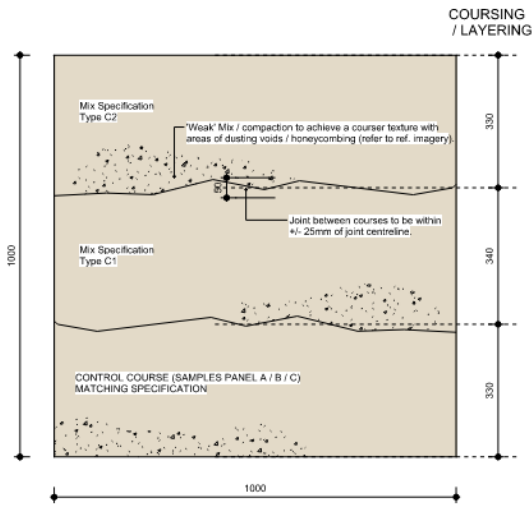 COURSING
/ LAYERING
Mix Specification
Type C2
'Weak' Mix / compaction to achieve a courser texture with
areas of dusting voids / honeycombing (refer to ref. imagery).
330
50
Joint between courses to be within
+/- 25mm of joint centreline.
1000
Mix Specification
Type C1
340
CONTROL COURSE (SAMPLES PANEL A / B / C)
MATCHING SPECIFICATION
330
1000